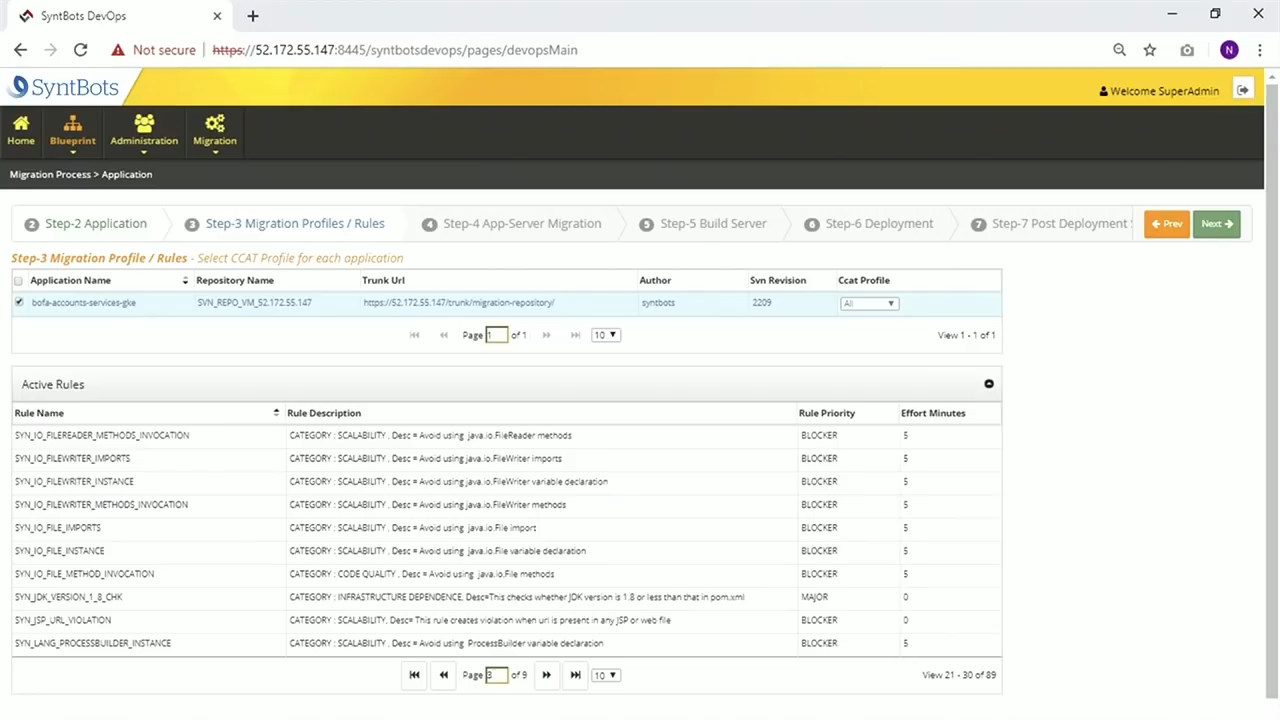 SyntBots DevOps
Not secure | https://52.172.55.147:8445/syntbotsdevops/pages/devopsMain
N
SyntBots
Welcome SuperAdmin
Home Blueprint Administration Migration
Migration Process > Application
2 Step-2 Application 3 Step-3 Migration Profiles / Rules 4 Step-4 App-Server Migration 5 Step-5 Build Server 6 Step-6 Deployment 7 Step-7 Post Deployment Prev Next
Step-3 Migration Profile / Rules - Select CCAT Profile for each application
Application Name Repository Name Trunk Url Author Svn Revision Ccat Profile
bofa-accounts-services-gke SVN_REPO_VM_52.172.55.147 https://52.172.55.147/trunk/migration-repository/ syntbots 2209 All
Page 1 of 1 10 View 1 - 1 of 1
Active Rules
Rule Name Rule Description Rule Priority Effort Minutes
SYN_IO_FILEREADER_METHODS_INVOCATION CATEGORY : SCALABILITY , Desc = Avoid using java.io.FileReader methods BLOCKER 5
SYN_IO_FILEWRITER_IMPORTS CATEGORY : SCALABILITY , Desc = Avoid using java.io.FileWriter imports BLOCKER 5
SYN_IO_FILEWRITER_INSTANCE CATEGORY : SCALABILITY , Desc = Avoid using java.io.FileWriter variable declaration BLOCKER 5
SYN_IO_FILEWRITER_METHODS_INVOCATION CATEGORY : SCALABILITY , Desc = Avoid using java.io.FileWriter methods BLOCKER 5
SYN_IO_FILE_IMPORTS CATEGORY : SCALABILITY , Desc = Avoid using java.io.File import BLOCKER 5
SYN_IO_FILE_INSTANCE CATEGORY : SCALABILITY , Desc = Avoid using java.io.File variable declaration BLOCKER 5
SYN_IO_FILE_METHOD_INVOCATION CATEGORY : CODE QUALITY , Desc = Avoid using java.io.File methods BLOCKER 5
SYN_JDK_VERSION_1_8_CHK CATEGORY : INFRASTRUCTURE DEPENDENCE, Desc=This checks whether JDK version is 1.8 or less than that in pom.xml MAJOR 0
SYN_JSP_URL_VIOLATION CATEGORY : SCALABILITY, Desc= This rule creates violation when url is present in any JSP or web file BLOCKER 0
SYN_LANG_PROCESSBUILDER_INSTANCE CATEGORY : SCALABILITY , Desc = Avoid using ProcessBuilder variable declaration BLOCKER 5
Page 3 of 9 10 View 21 - 30 of 89